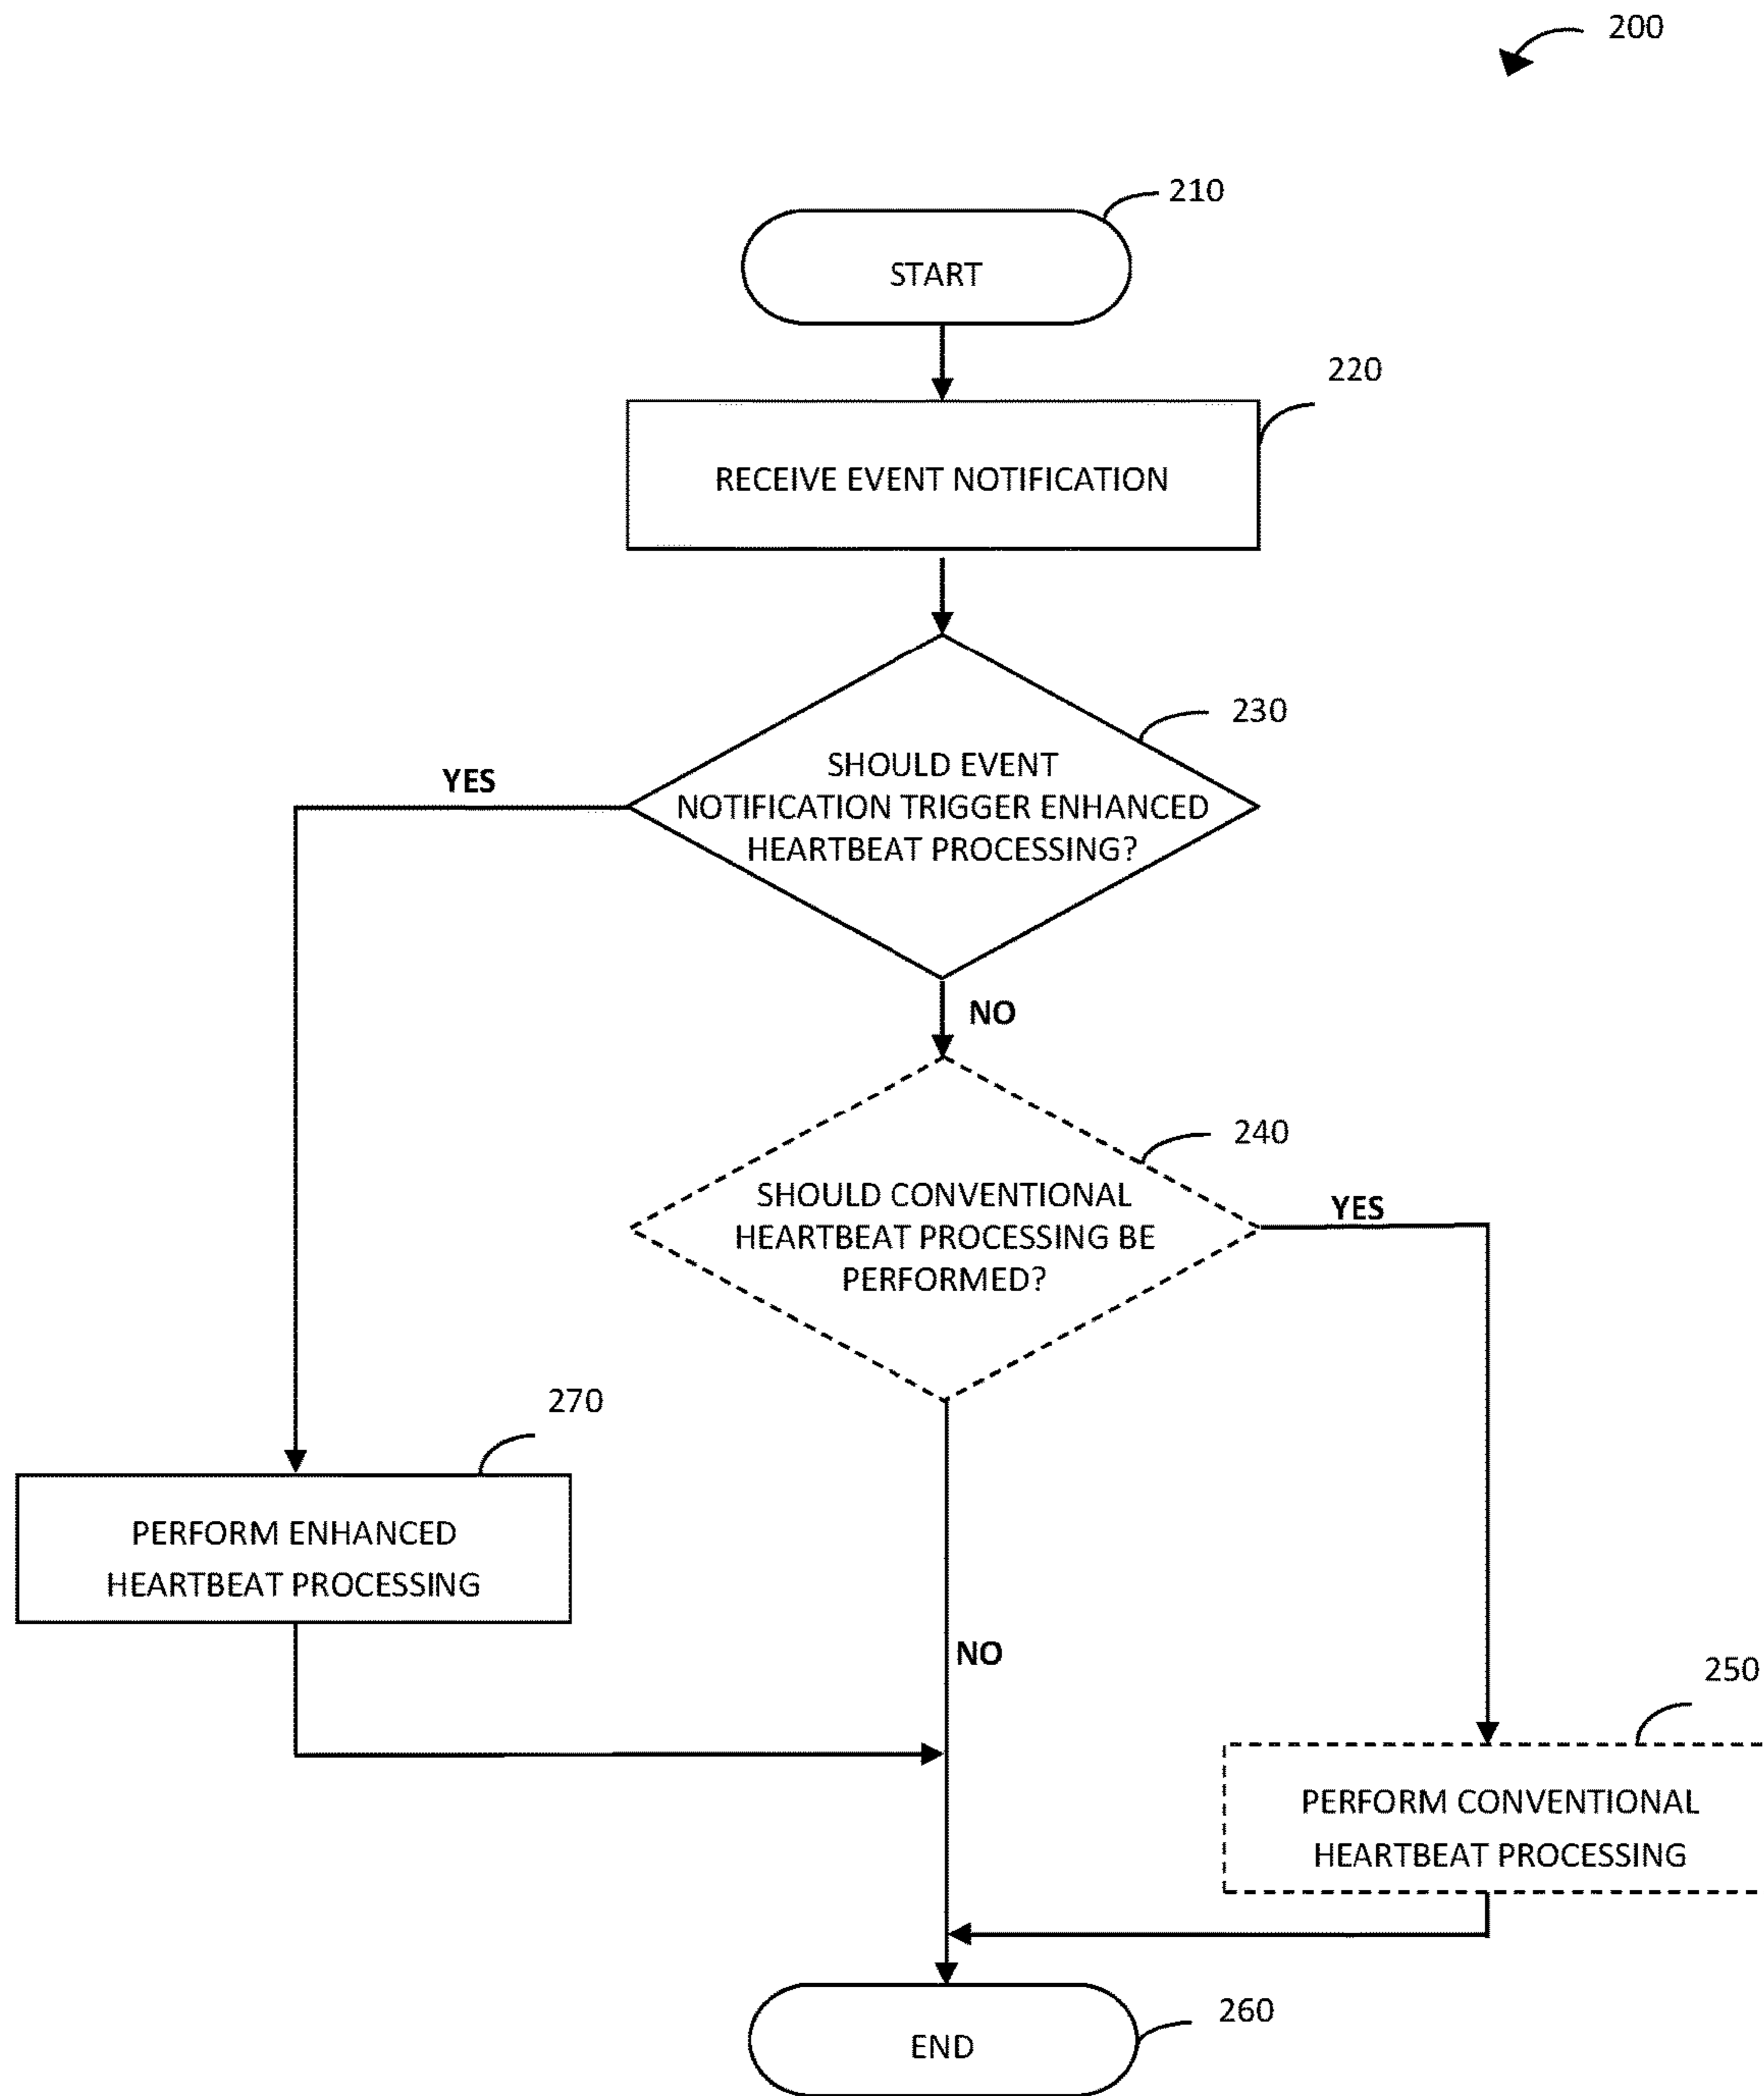 200
210
START
220
RECEIVE EVENT NOTIFICATION
230
SHOULD EVENT
NOTIFICATION TRIGGER ENHANCED
HEARTBEAT PROCESSING?
YES
NO
240
SHOULD CONVENTIONAL
HEARTBEAT PROCESSING BE
PERFORMED?
YES
270
PERFORM ENHANCED
HEARTBEAT PROCESSING
NO
250
PERFORM CONVENTIONAL
HEARTBEAT PROCESSING
260
END